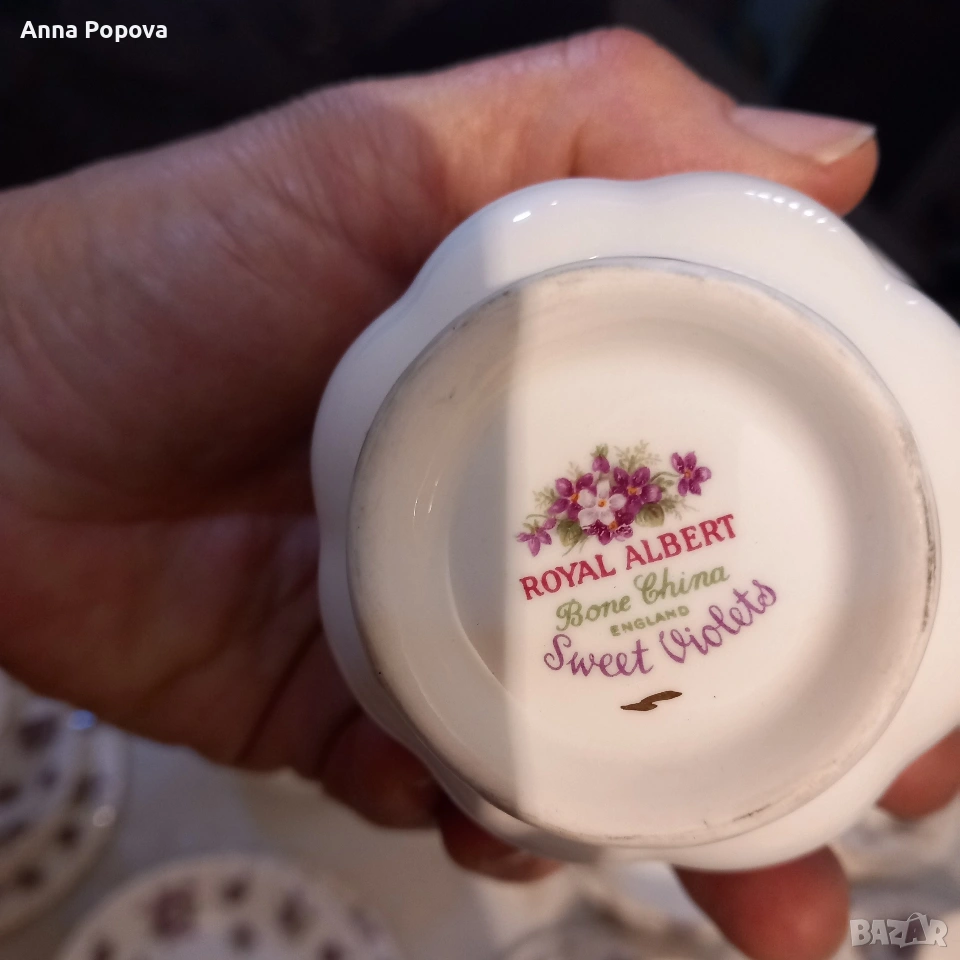 Anna Popova
ROYAL ALBERT
Bone China
ENGLAND
Sweet Violets
BAZAR